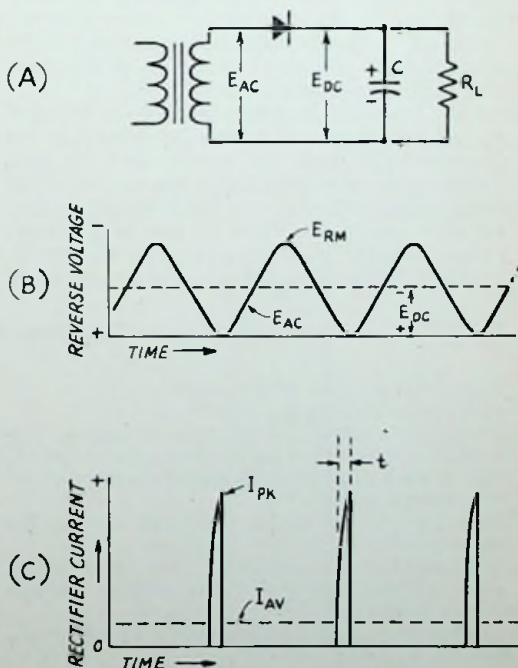 (A)
E_AC
E_DC
+
-
C
R_L
(B)
REVERSE VOLTAGE
-
+
E_RM
E_AC
-
E_DC
+
TIME →
(C)
RECTIFIER CURRENT →
+
0
I_PK
t
I_AV
TIME →